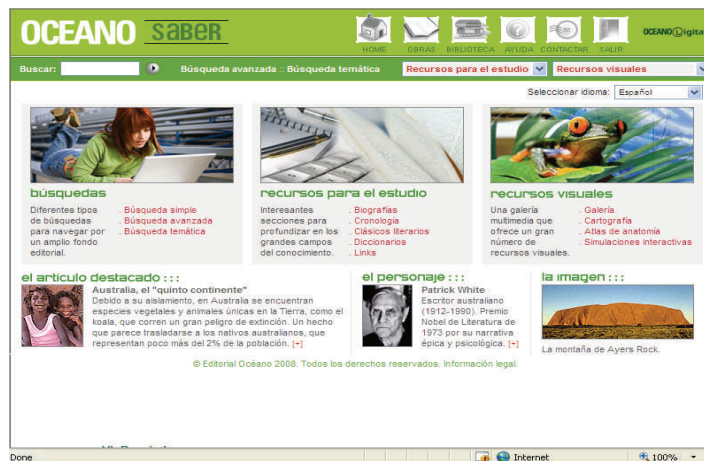 OCEANO SABER
HOME OBRAS BIBLIOTECA AYUDA CONTACTAR SALIR
OCEANO Digital
Buscar: Búsqueda avanzada :: Búsqueda temática Recursos para el estudio Recursos visuales
Seleccionar idioma: Español
búsquedas
Diferentes tipos
de búsquedas
para navegar por
un amplio fondo
editorial.
. Búsqueda simple
. Búsqueda avanzada
. Búsqueda temática
recursos para el estudio
Interesantes
secciones para
profundizar en los
grandes campos
del conocimiento.
. Biografías
. Cronología
. Clásicos literarios
. Diccionarios
. Links
recursos visuales
Una galería
multimedia que
ofrece un gran
número de
recursos visuales.
. Galería
. Cartografía
. Atlas de anatomía
. Simulaciones interactivas
el artículo destacado :::
Australia, el "quinto continente"
Debido a su aislamiento, en Australia se encuentran
especies vegetales y animales únicas en la Tierra, como el
koala, que corren un gran peligro de extinción. Un hecho
que parece trasladarse a los nativos australianos, que
representan poco más del 2% de la población. [+]
el personaje :::
Patrick White
Escritor australiano
(1912-1990). Premio
Nobel de Literatura de
1973 por su narrativa
épica y psicológica. [+]
la imagen :::
La montaña de Ayers Rock.
© Editorial Océano 2008. Todos los derechos reservados. Información legal.
Done Internet 100%